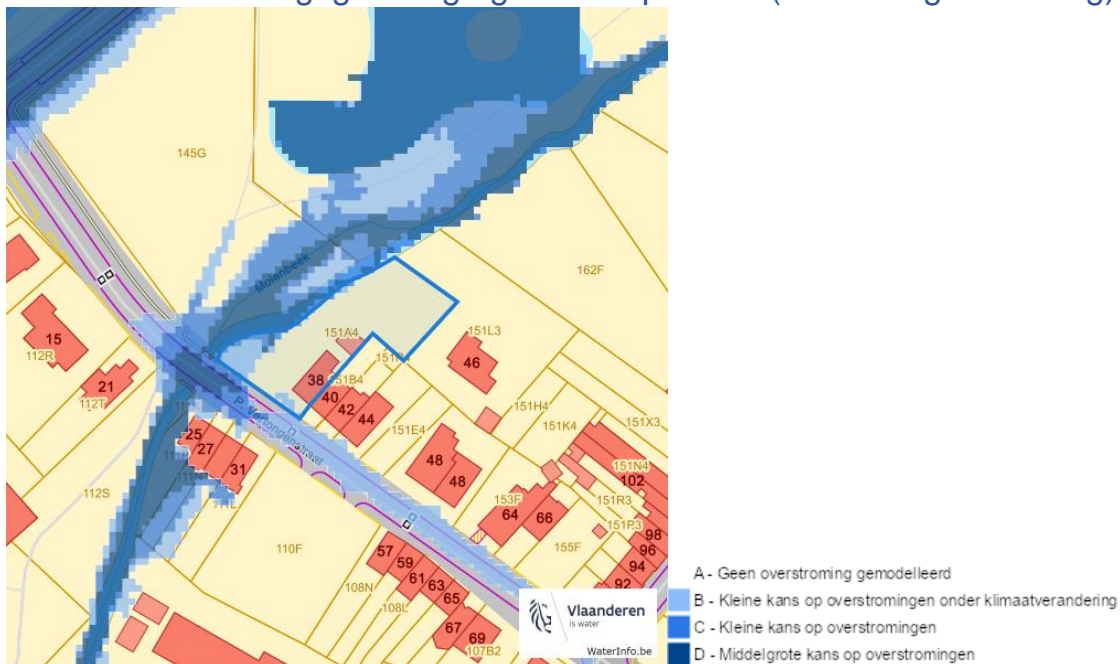 145G
Molenbeek
162F
15
112R
21
112T
151A4
151L3
46
38
151B4
40
42
44
P. Verlongenstraat
151H4
151K4
151X3
151E4
25
27
31
112S
48
48
151N4
102
153F
151R3
64
66
151P3
110F
155F
98
96
94
92
57
59
61
63
65
67
69
108N
108L
107B2
Vlaanderen
is water
WaterInfo.be
A - Geen overstroming gemodelleerd
B - Kleine kans op overstromingen onder klimaatverandering
C - Kleine kans op overstromingen
D - Middelgrote kans op overstromingen